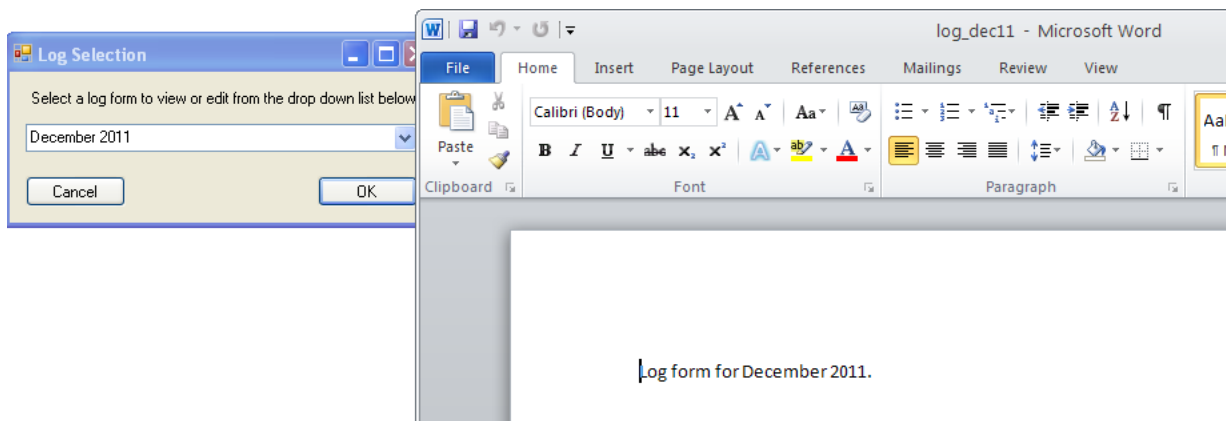 Log Selection
Select a log form to view or edit from the drop down list below
December 2011
Cancel
OK
log_dec11 - Microsoft Word
File Home Insert Page Layout References Mailings Review View
Paste
Calibri (Body) 11
Clipboard
Font
Paragraph
Log form for December 2011.